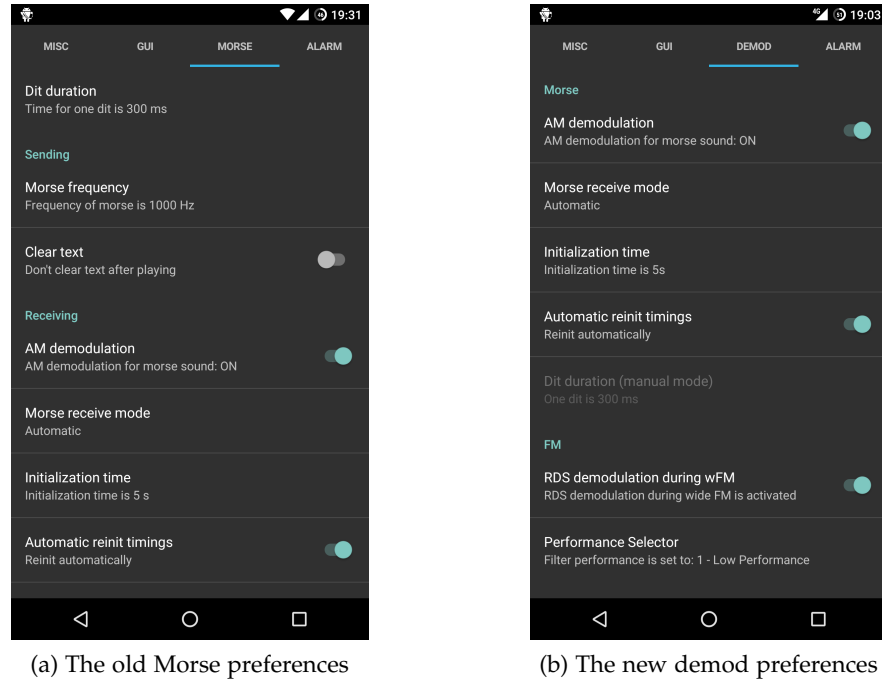 46 19:31
MISC GUI MORSE ALARM
Dit duration
Time for one dit is 300 ms
Sending
Morse frequency
Frequency of morse is 1000 Hz
Clear text
Don't clear text after playing
Receiving
AM demodulation
AM demodulation for morse sound: ON
Morse receive mode
Automatic
Initialization time
Initialization time is 5 s
Automatic reinit timings
Reinit automatically
(a) The old Morse preferences
4G 51 19:03
MISC GUI DEMOD ALARM
Morse
AM demodulation
AM demodulation for morse sound: ON
Morse receive mode
Automatic
Initialization time
Initialization time is 5s
Automatic reinit timings
Reinit automatically
Dit duration (manual mode)
One dit is 300 ms
FM
RDS demodulation during wFM
RDS demodulation during wide FM is activated
Performance Selector
Filter performance is set to: 1 - Low Performance
(b) The new demod preferences